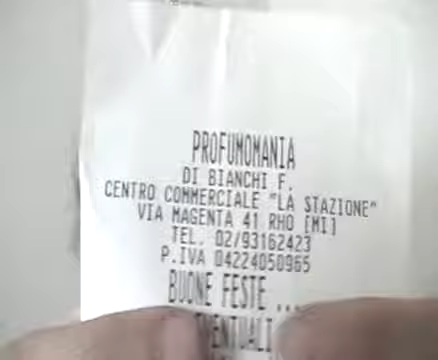 PROFUMOMANIA
DI BIANCHI F.
CENTRO COMMERCIALE "LA STAZIONE"
VIA MAGENTA 41 RHO [MI]
TEL. 02/93162423
P.IVA 04224050965
BUONE FESTE ...